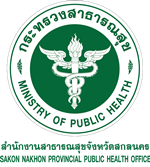 กระทรวงสาธารณสุข
MINISTRY OF PUBLIC HEALTH
สำนักงานสาธารณสุขจังหวัดสกลนคร
SAKON NAKHON PROVINCIAL PUBLIC HEALTH OFFICE